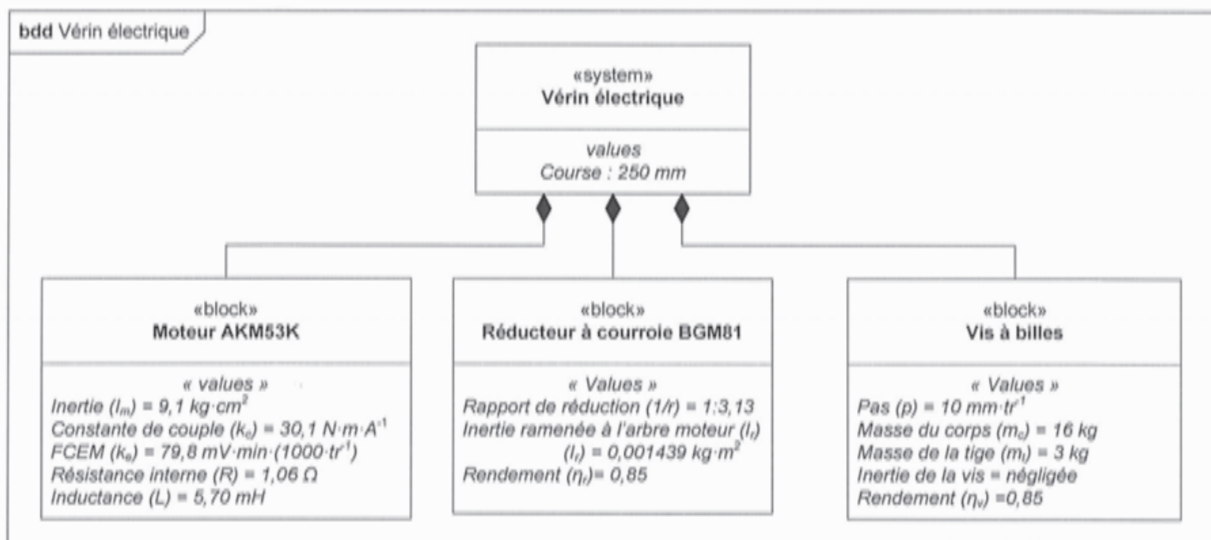 bdd Vérin électrique
«system»
Vérin électrique
values
Course : 250 mm
«block»
Moteur AKM53K
« values »
Inertie (Iₘ) = 9,1 kg·cm²
Constante de couple (k꜀) = 30,1 N·m·A⁻¹
FCEM (kₑ) = 79,8 mV·min·(1000·tr⁻¹)
Résistance interne (R) = 1,06 Ω
Inductance (L) = 5,70 mH
«block»
Réducteur à courroie BGM81
« Values »
Rapport de réduction (1/r) = 1:3,13
Inertie ramenée à l'arbre moteur (Iᵣ)
(Iᵣ) = 0,001439 kg·m²
Rendement (ηᵣ)= 0,85
«block»
Vis à billes
« Values »
Pas (p) = 10 mm·tr⁻¹
Masse du corps (m꜀) = 16 kg
Masse de la tige (mₜ) = 3 kg
Inertie de la vis = négligée
Rendement (ηᵥ) =0,85